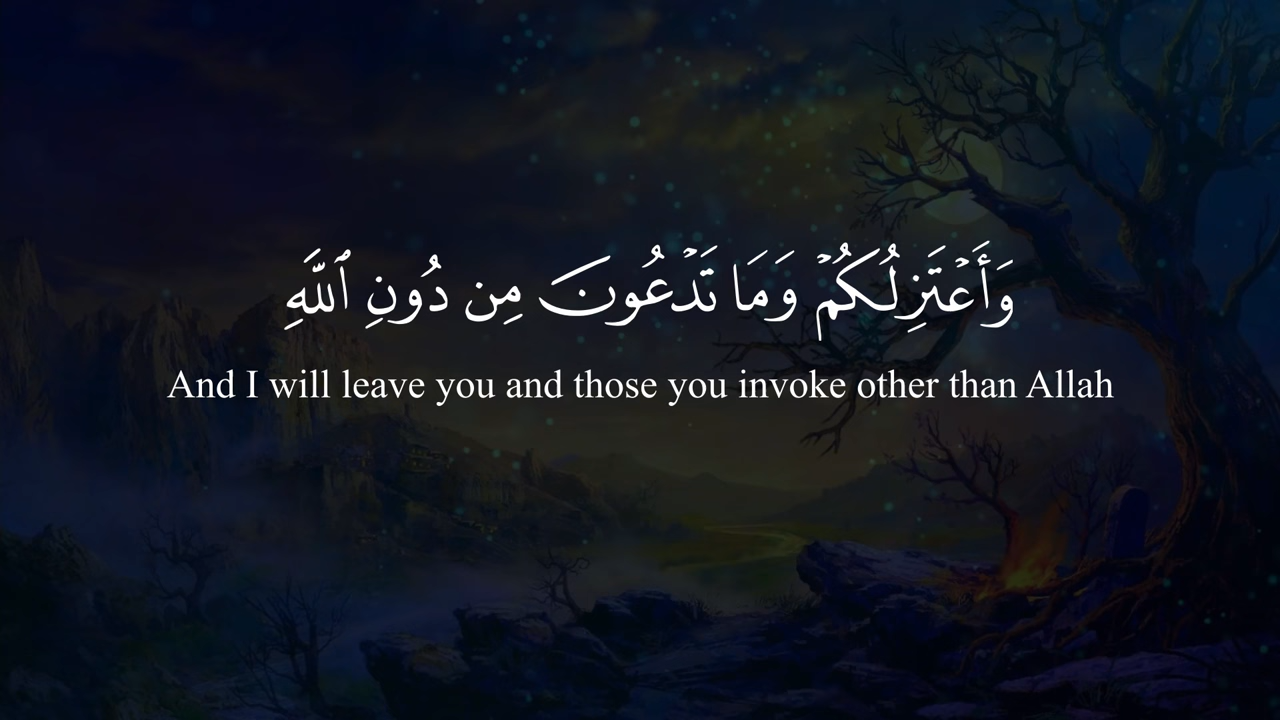 وَأَعۡتَزِلُكُمۡ وَمَا تَدۡعُونَ مِن دُونِ ٱللَّهِ
And I will leave you and those you invoke other than Allah